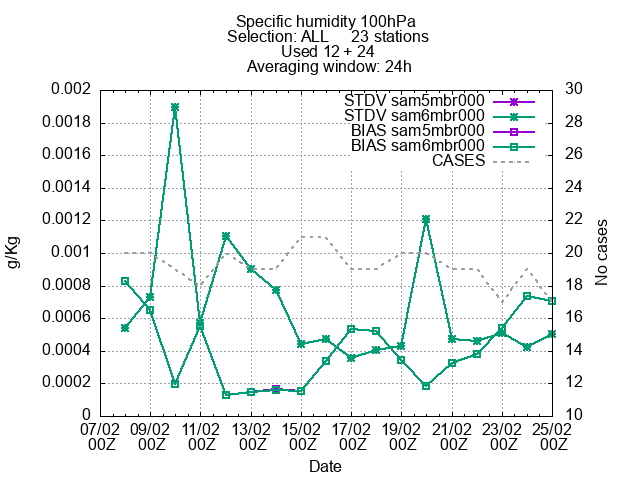 Specific humidity 100hPa
Selection: ALL 23 stations
Used 12 + 24
Averaging window: 24h
STDV sam5mbr000
STDV sam6mbr000
BIAS sam5mbr000
BIAS sam6mbr000
CASES
g/Kg
0.002
0.0018
0.0016
0.0014
0.0012
0.001
0.0008
0.0006
0.0004
0.0002
0
30
28
26
24
22
20
18
16
14
12
10
No cases
07/02 09/02 11/02 13/02 15/02 17/02 19/02 21/02 23/02 25/02
00Z 00Z 00Z 00Z 00Z 00Z 00Z 00Z 00Z 00Z
Date